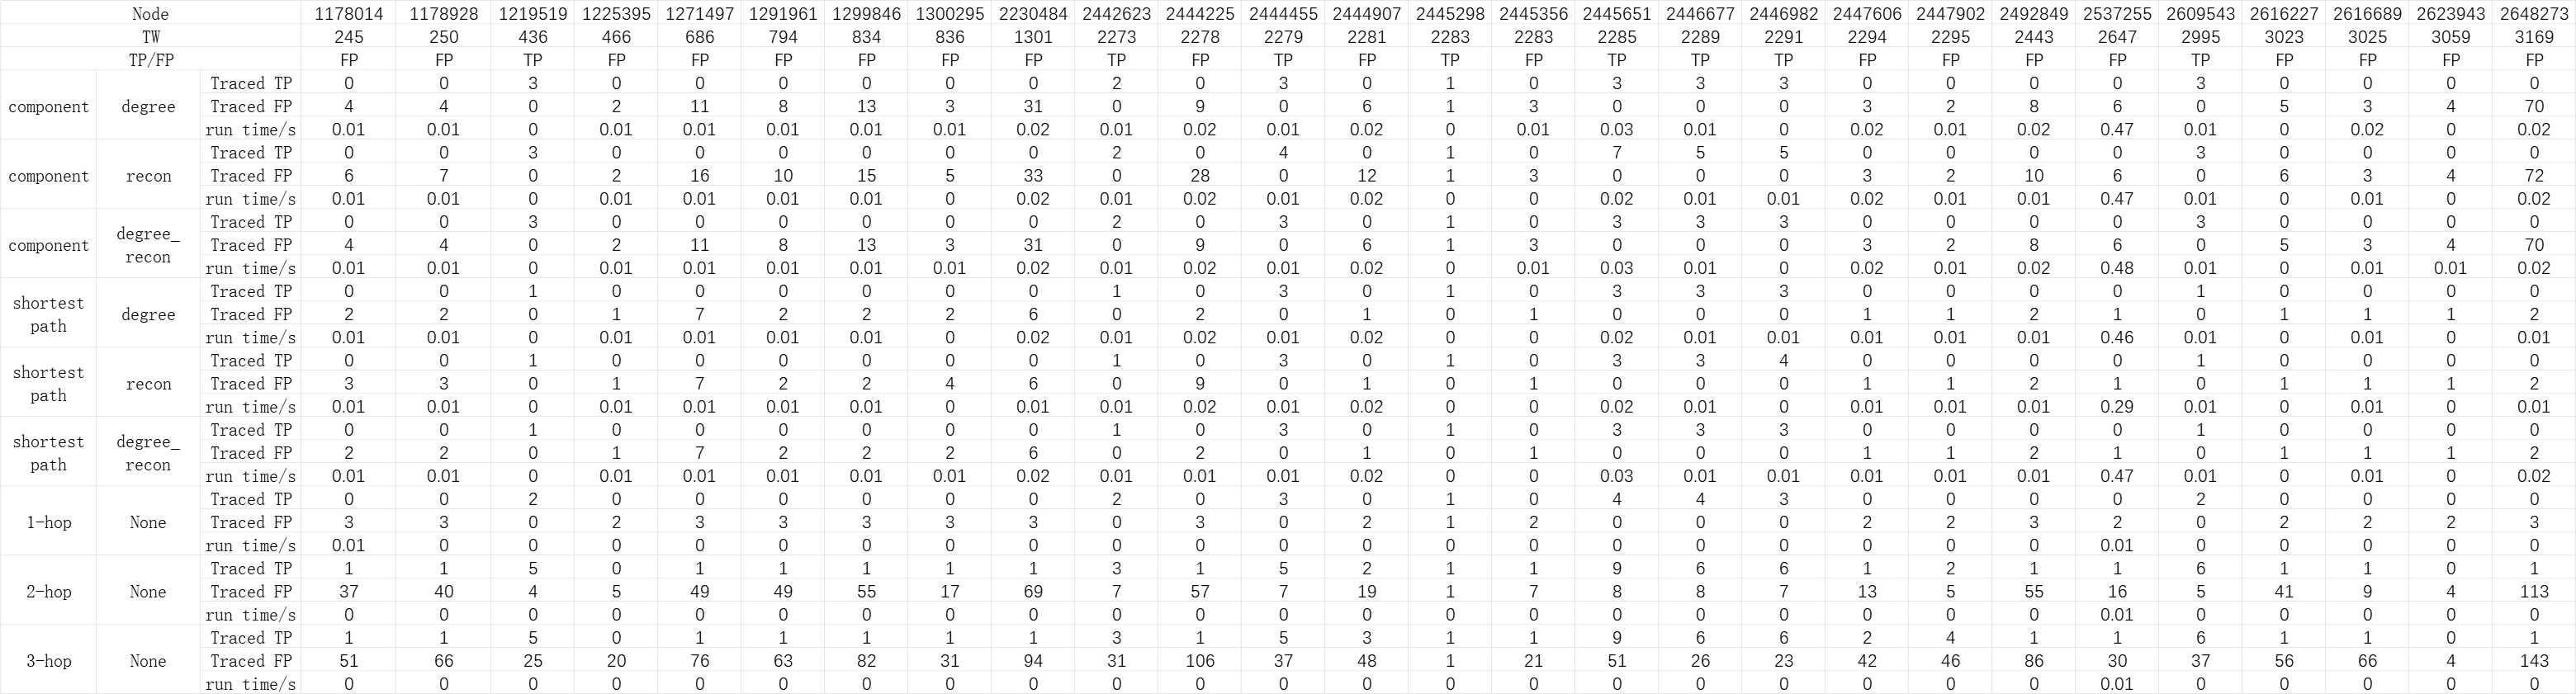 Node 1178014 1178928 1219519 1225395 1271497 1291961 1299846 1300295 2230484 2442623 2444225 2444455 2444907 2445298 2445356 2445651 2446677 2446982 2447606 2447902 2492849 2537255 2609543 2616227 2616689 2623943 2648273
TW 245 250 436 466 686 794 834 836 1301 2273 2278 2279 2281 2283 2283 2285 2289 2291 2294 2295 2443 2647 2995 3023 3025 3059 3169
TP/FP FP FP TP FP FP FP FP FP FP TP FP TP FP TP FP TP TP TP FP FP FP FP TP FP FP FP FP
Traced TP 0 0 3 0 0 0 0 0 0 2 0 3 0 1 0 3 3 3 0 0 0 0 3 0 0 0 0
component degree Traced FP 4 4 0 2 11 8 13 3 31 0 9 0 6 1 3 0 0 0 3 2 8 6 0 5 3 4 70
run time/s 0.01 0.01 0 0.01 0.01 0.01 0.01 0.01 0.02 0.01 0.02 0.01 0.02 0 0.01 0.03 0.01 0 0.02 0.01 0.02 0.47 0.01 0 0.02 0 0.02
Traced TP 0 0 3 0 0 0 0 0 0 2 0 4 0 1 0 7 5 5 0 0 0 0 3 0 0 0 0
component recon Traced FP 6 7 0 2 16 10 15 5 33 0 28 0 12 1 3 0 0 0 3 2 10 6 0 6 3 4 72
run time/s 0.01 0.01 0 0.01 0.01 0.01 0.01 0 0.02 0.01 0.02 0.01 0.02 0 0 0.02 0.01 0.01 0.02 0.01 0.01 0.47 0.01 0 0.01 0 0.02
Traced TP 0 0 3 0 0 0 0 0 0 2 0 3 0 1 0 3 3 3 0 0 0 0 3 0 0 0 0
component degree_
recon Traced FP 4 4 0 2 11 8 13 3 31 0 9 0 6 1 3 0 0 0 3 2 8 6 0 5 3 4 70
run time/s 0.01 0.01 0 0.01 0.01 0.01 0.01 0.01 0.02 0.01 0.02 0.01 0.02 0 0.01 0.03 0.01 0 0.02 0.01 0.02 0.48 0.01 0 0.01 0.01 0.02
Traced TP 0 0 1 0 0 0 0 0 0 1 0 3 0 1 0 3 3 3 0 0 0 0 1 0 0 0 0
shortest
path degree Traced FP 2 2 0 1 7 2 2 2 6 0 2 0 1 0 1 0 0 0 1 1 2 1 0 1 1 1 2
run time/s 0.01 0.01 0 0.01 0.01 0.01 0.01 0 0.02 0.01 0.02 0.01 0.02 0 0 0.02 0.01 0.01 0.01 0.01 0.01 0.46 0.01 0 0.01 0 0.01
Traced TP 0 0 1 0 0 0 0 0 0 1 0 3 0 1 0 3 3 4 0 0 0 0 1 0 0 0 0
shortest
path recon Traced FP 3 3 0 1 7 2 2 4 6 0 9 0 1 0 1 0 0 0 1 1 2 1 0 1 1 1 2
run time/s 0.01 0.01 0 0.01 0.01 0.01 0.01 0 0.01 0.01 0.02 0.01 0.02 0 0 0.02 0.01 0 0.01 0.01 0.01 0.29 0.01 0 0.01 0 0.01
Traced TP 0 0 1 0 0 0 0 0 0 1 0 3 0 1 0 3 3 3 0 0 0 0 1 0 0 0 0
shortest
path degree_
recon Traced FP 2 2 0 1 7 2 2 2 6 0 2 0 1 0 1 0 0 0 1 1 2 1 0 1 1 1 2
run time/s 0.01 0.01 0 0.01 0.01 0.01 0.01 0.01 0.02 0.01 0.01 0.01 0.02 0 0 0.03 0.01 0.01 0.01 0.01 0.01 0.47 0.01 0 0.01 0 0.02
Traced TP 0 0 2 0 0 0 0 0 0 2 0 3 0 1 0 4 4 3 0 0 0 0 2 0 0 0 0
1-hop None Traced FP 3 3 0 2 3 3 3 3 3 0 3 0 2 1 2 0 0 0 2 2 3 2 0 2 2 2 3
run time/s 0.01 0 0 0 0 0 0 0 0 0 0 0 0 0 0 0 0 0 0 0 0 0.01 0 0 0 0 0
Traced TP 1 1 5 0 1 1 1 1 1 3 1 5 2 1 1 9 6 6 1 2 1 1 6 1 1 0 1
2-hop None Traced FP 37 40 4 5 49 49 55 17 69 7 57 7 19 1 7 8 8 7 13 5 55 16 5 41 9 4 113
run time/s 0 0 0 0 0 0 0 0 0 0 0 0 0 0 0 0 0 0 0 0 0 0.01 0 0 0 0 0
Traced TP 1 1 5 0 1 1 1 1 1 3 1 5 3 1 1 9 6 6 2 4 1 1 6 1 1 0 1
3-hop None Traced FP 51 66 25 20 76 63 82 31 94 31 106 37 48 1 21 51 26 23 42 46 86 30 37 56 66 4 143
run time/s 0 0 0 0 0 0 0 0 0 0 0 0 0 0 0 0 0 0 0 0 0 0.01 0 0 0 0 0